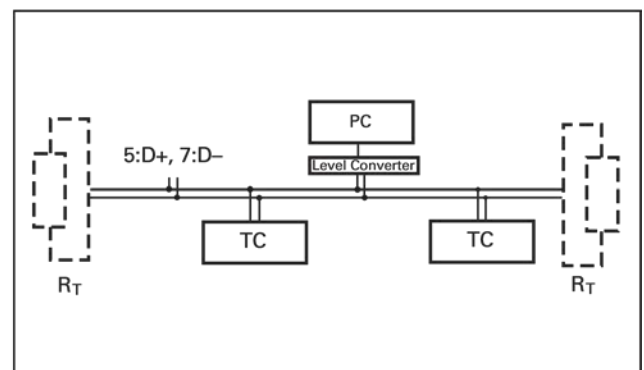 PC
5:D+, 7:D–
Level Converter
TC
TC
RT
RT